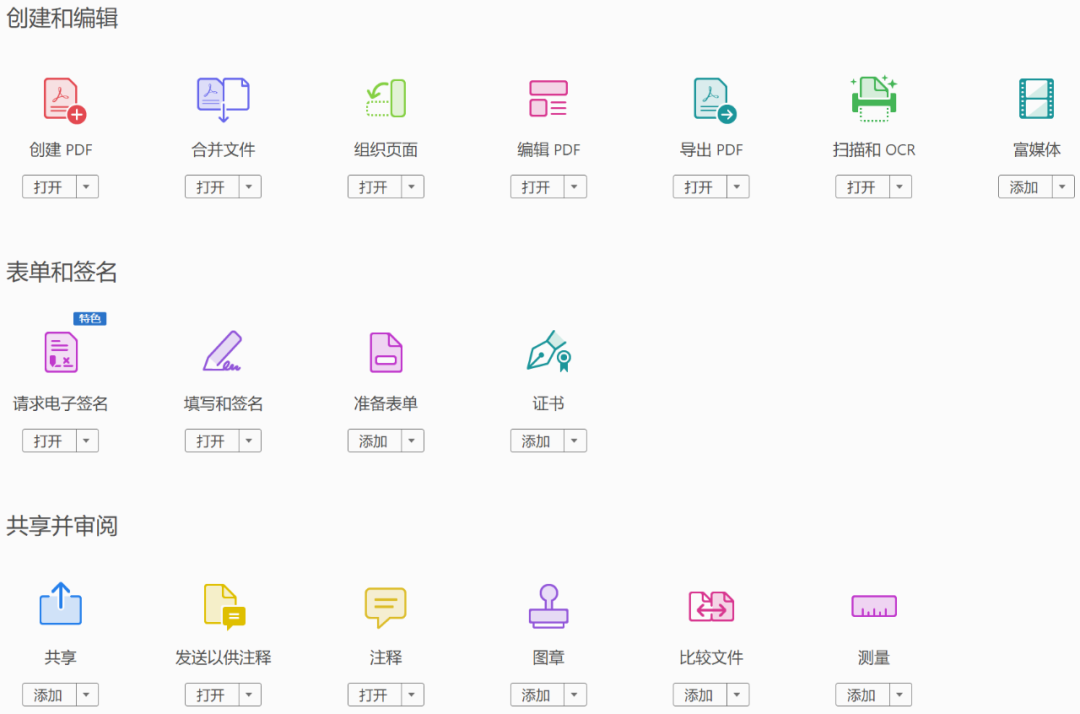 创建和编辑
创建 PDF 合并文件 组织页面 编辑 PDF 导出 PDF 扫描和 OCR 富媒体
打开 打开 打开 打开 打开 打开 添加
表单和签名
特色
请求电子签名 填写和签名 准备表单 证书
打开 打开 添加 添加
共享并审阅
共享 发送以供注释 注释 图章 比较文件 测量
添加 打开 打开 添加 添加 添加